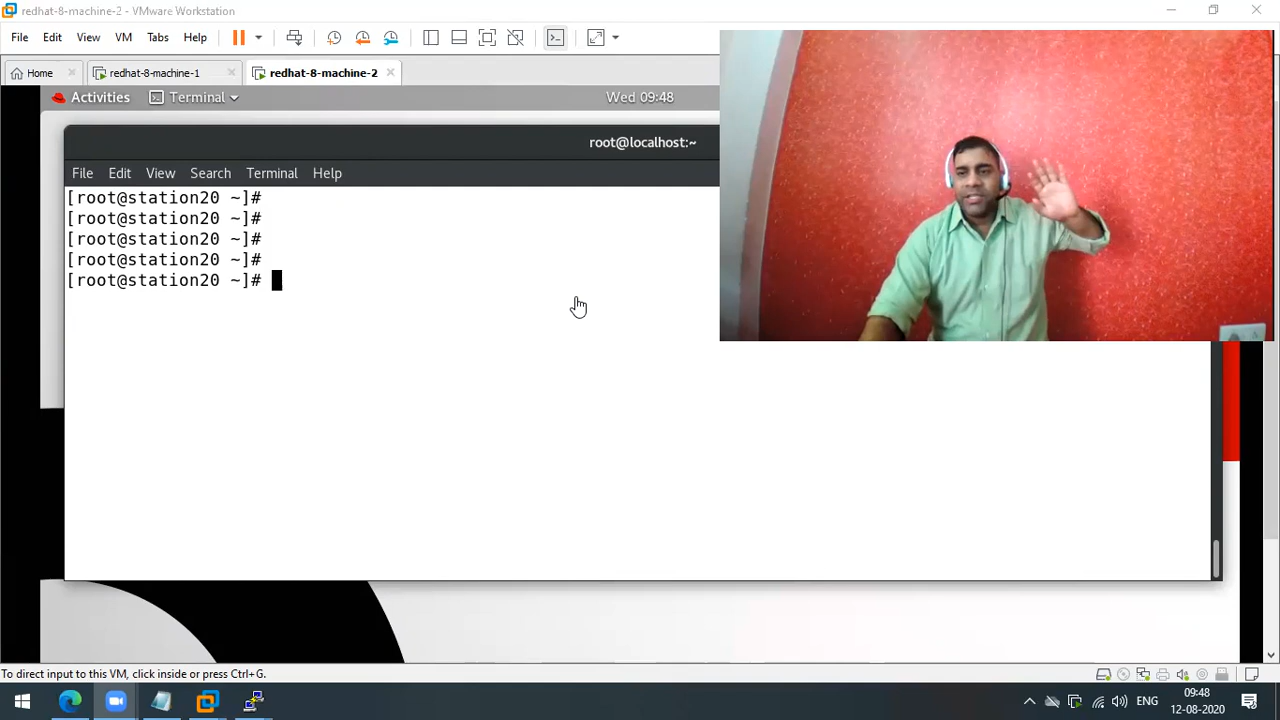 redhat-8-machine-2 - VMware Workstation
File Edit View VM Tabs Help
Home redhat-8-machine-1 redhat-8-machine-2
Activities Terminal Wed 09:48
root@localhost:~
File Edit View Search Terminal Help
[root@station20 ~]#
[root@station20 ~]#
[root@station20 ~]#
[root@station20 ~]#
[root@station20 ~]#
To direct input to this VM, click inside or press Ctrl+G.
ENG 09:48
12-08-2020